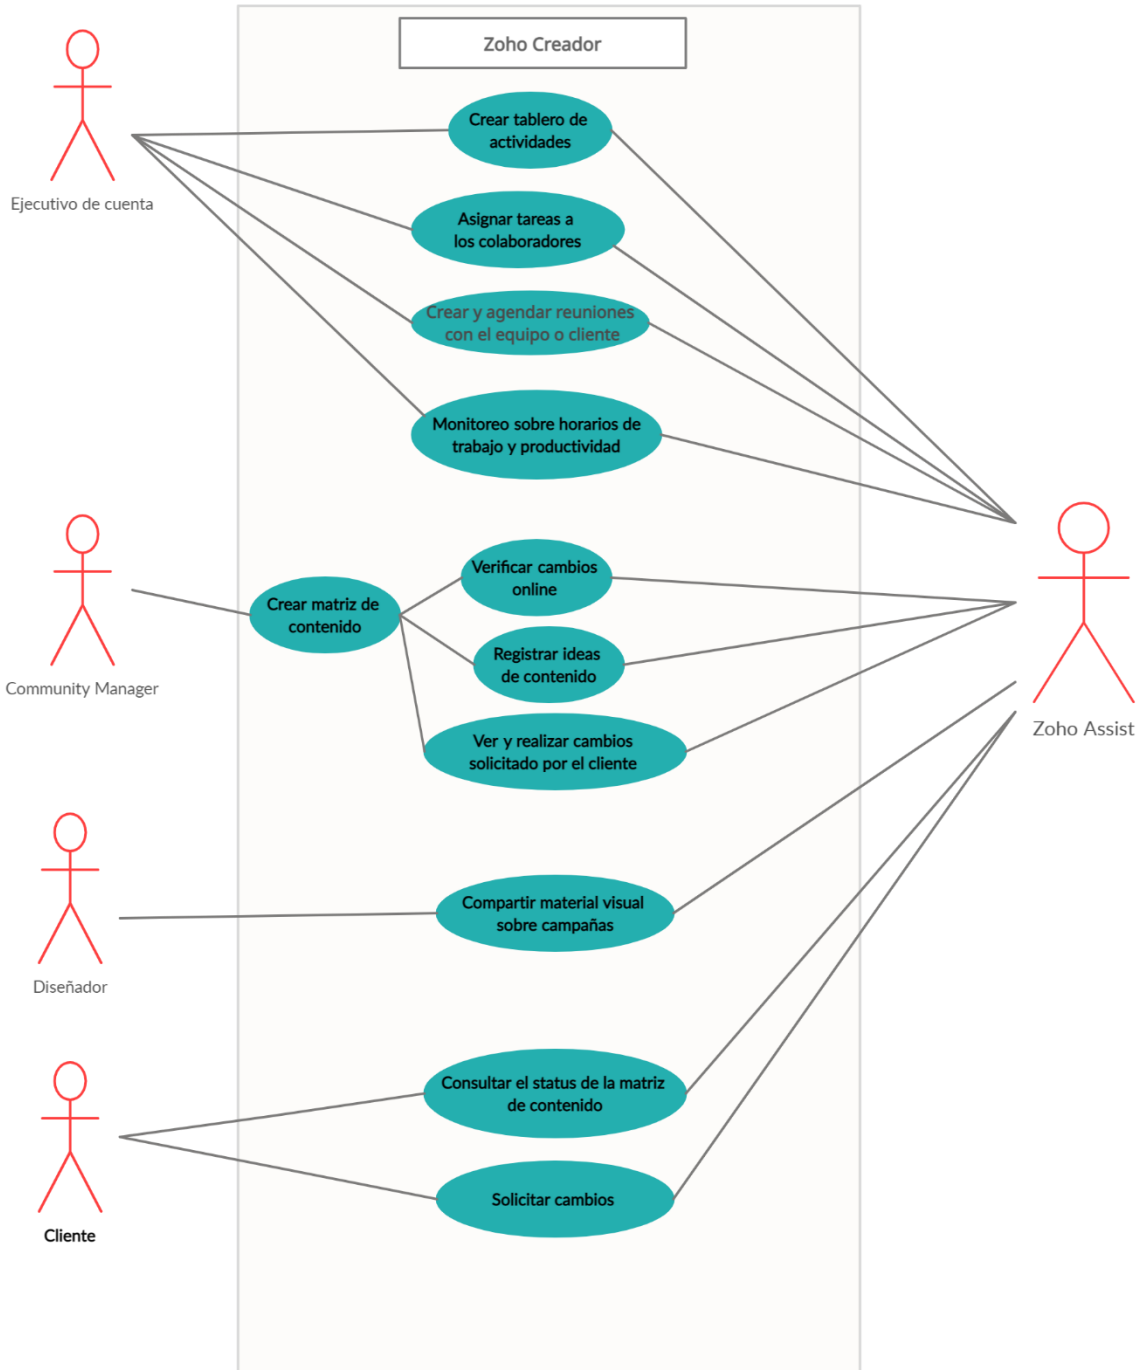 Zoho Creador
Crear tablero de
actividades
Ejecutivo de cuenta
Asignar tareas a
los colaboradores
Crear y agendar reuniones
con el equipo o cliente
Monitoreo sobre horarios de
trabajo y productividad
Verificar cambios
online
Crear matriz de
contenido
Registrar ideas
de contenido
Community Manager
Ver y realizar cambios
solicitado por el cliente
Zoho Assist
Compartir material visual
sobre campañas
Diseñador
Consultar el status de la matriz
de contenido
Solicitar cambios
Cliente